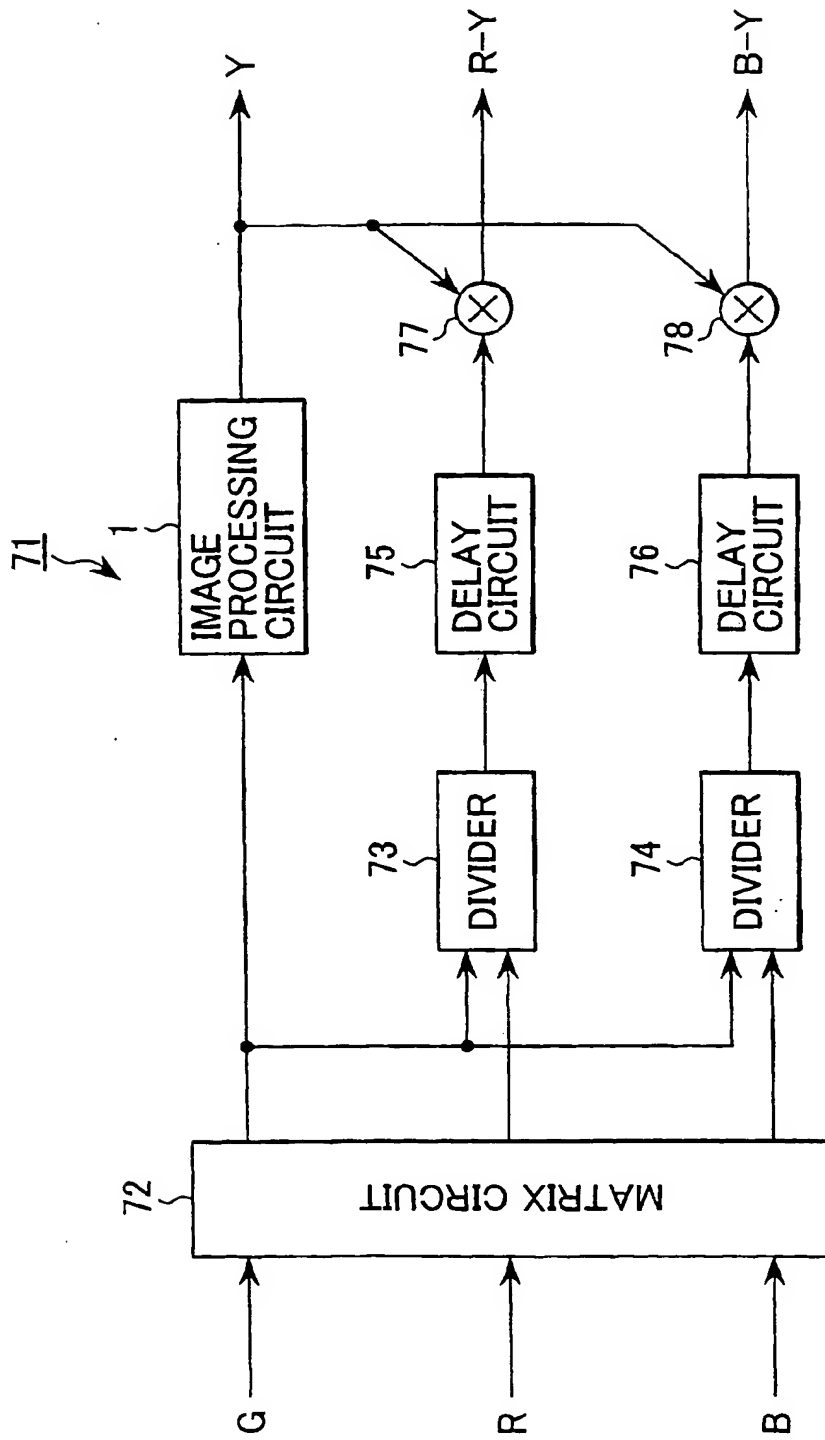 71
72
1
IMAGE
PROCESSING
CIRCUIT
Y
G
MATRIX CIRCUIT
73
DIVIDER
75
DELAY
CIRCUIT
77
R-Y
R
74
DIVIDER
76
DELAY
CIRCUIT
78
B-Y
B